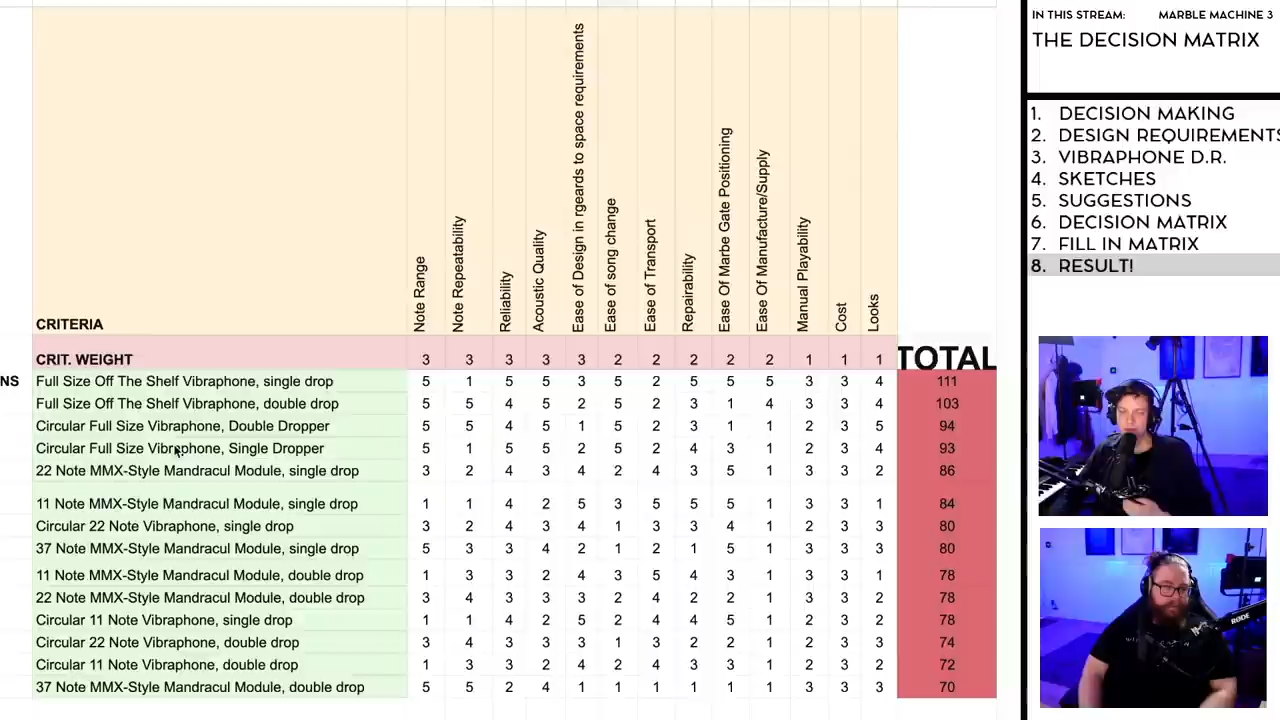 IN THIS STREAM: MARBLE MACHINE 3
THE DECISION MATRIX
1. DECISION MAKING
2. DESIGN REQUIREMENTS
3. VIBRAPHONE D.R.
4. SKETCHES
5. SUGGESTIONS
6. DECISION MATRIX
7. FILL IN MATRIX
8. RESULT!
CRITERIA
Note Range
Note Repeatability
Reliability
Acoustic Quality
Ease of Design in rgeards to space requirements
Ease of song change
Ease of Transport
Repairability
Ease Of Marbe Gate Positioning
Ease Of Manufacture/Supply
Manual Playability
Cost
Looks
CRIT. WEIGHT 3 3 3 3 3 2 2 2 2 2 1 1 1 TOTAL
NS Full Size Off The Shelf Vibraphone, single drop 5 1 5 5 3 5 2 5 5 5 3 3 4 111
Full Size Off The Shelf Vibraphone, double drop 5 5 4 5 2 5 2 3 1 4 3 3 4 103
Circular Full Size Vibraphone, Double Dropper 5 5 4 5 1 5 2 3 1 1 2 3 5 94
Circular Full Size Vibraphone, Single Dropper 5 1 5 5 2 5 2 4 3 1 2 3 4 93
22 Note MMX-Style Mandracul Module, single drop 3 2 4 3 4 2 4 3 5 1 3 3 2 86
11 Note MMX-Style Mandracul Module, single drop 1 1 4 2 5 3 5 5 5 1 3 3 1 84
Circular 22 Note Vibraphone, single drop 3 2 4 3 4 1 3 3 4 1 2 3 3 80
37 Note MMX-Style Mandracul Module, single drop 5 3 3 4 2 1 2 1 5 1 3 3 3 80
11 Note MMX-Style Mandracul Module, double drop 1 3 3 2 4 3 5 4 3 1 3 3 1 78
22 Note MMX-Style Mandracul Module, double drop 3 4 3 3 3 2 4 2 2 1 3 3 2 78
Circular 11 Note Vibraphone, single drop 1 1 4 2 5 2 4 4 5 1 2 3 2 78
Circular 22 Note Vibraphone, double drop 3 4 3 3 3 1 3 2 2 1 2 3 3 74
Circular 11 Note Vibraphone, double drop 1 3 3 2 4 2 4 3 3 1 2 3 2 72
37 Note MMX-Style Mandracul Module, double drop 5 5 2 4 1 1 1 1 1 1 3 3 3 70
RODE